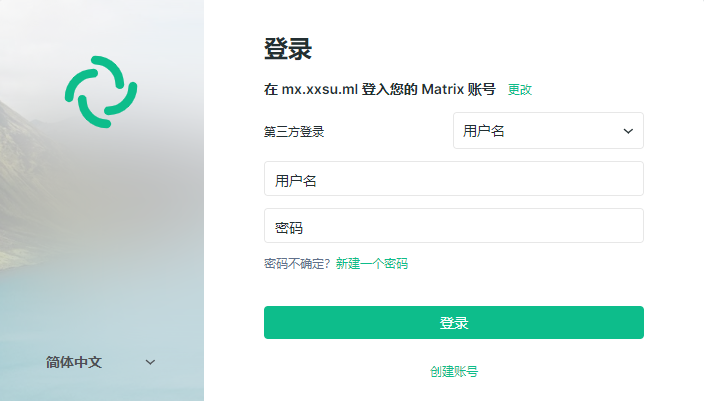 登录
在 mx.xxsu.ml 登入您的 Matrix 账号 更改
第三方登录 用户名
用户名
密码
密码不确定？新建一个密码
登录
简体中文
创建账号